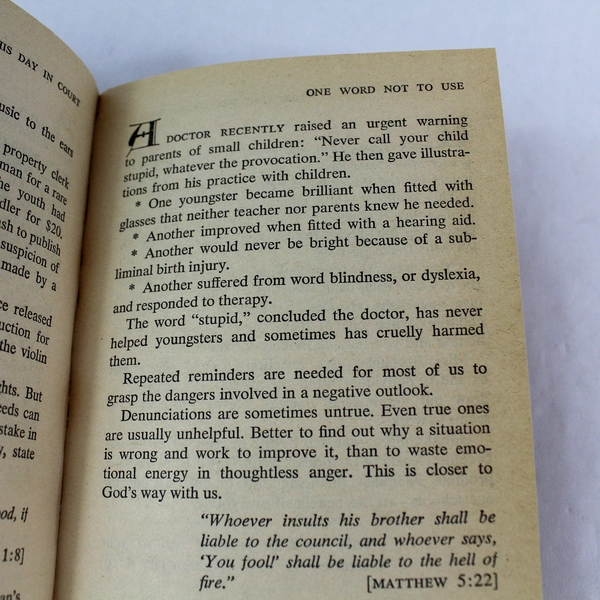 HIS DAY IN COURT
usic to the ears
property clerk
man for a rare
he youth had
dler for $20.
sh to publish
suspicion of
made by a
ce released
uction for
the violin
ghts. But
eeds can
stake in
y, state
ood, if
1:8]
an's
ONE WORD NOT TO USE
A DOCTOR RECENTLY raised an urgent warning
to parents of small children: “Never call your child
stupid, whatever the provocation.” He then gave illustra-
tions from his practice with children.
* One youngster became brilliant when fitted with
glasses that neither teacher nor parents knew he needed.
* Another improved when fitted with a hearing aid.
* Another would never be bright because of a sub-
liminal birth injury.
* Another suffered from word blindness, or dyslexia,
and responded to therapy.
The word “stupid,” concluded the doctor, has never
helped youngsters and sometimes has cruelly harmed
them.
Repeated reminders are needed for most of us to
grasp the dangers involved in a negative outlook.
Denunciations are sometimes untrue. Even true ones
are usually unhelpful. Better to find out why a situation
is wrong and work to improve it, than to waste emo-
tional energy in thoughtless anger. This is closer to
God's way with us.
“Whoever insults his brother shall be
liable to the council, and whoever says,
‘You fool!’ shall be liable to the hell of
fire.” [MATTHEW 5:22]